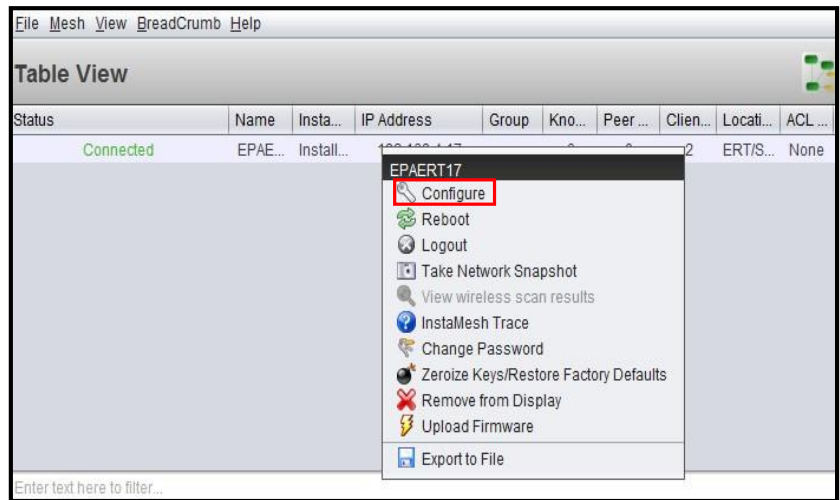 File Mesh View BreadCrumb Help
Table View
Status Name Insta... IP Address Group Kno... Peer ... Clien... Locati... ACL ...
Connected EPAE... Install... 2 ERT/S... None
EPAERT17
Configure
Reboot
Logout
Take Network Snapshot
View wireless scan results
InstaMesh Trace
Change Password
Zeroize Keys/Restore Factory Defaults
Remove from Display
Upload Firmware
Export to File
Enter text here to filter...